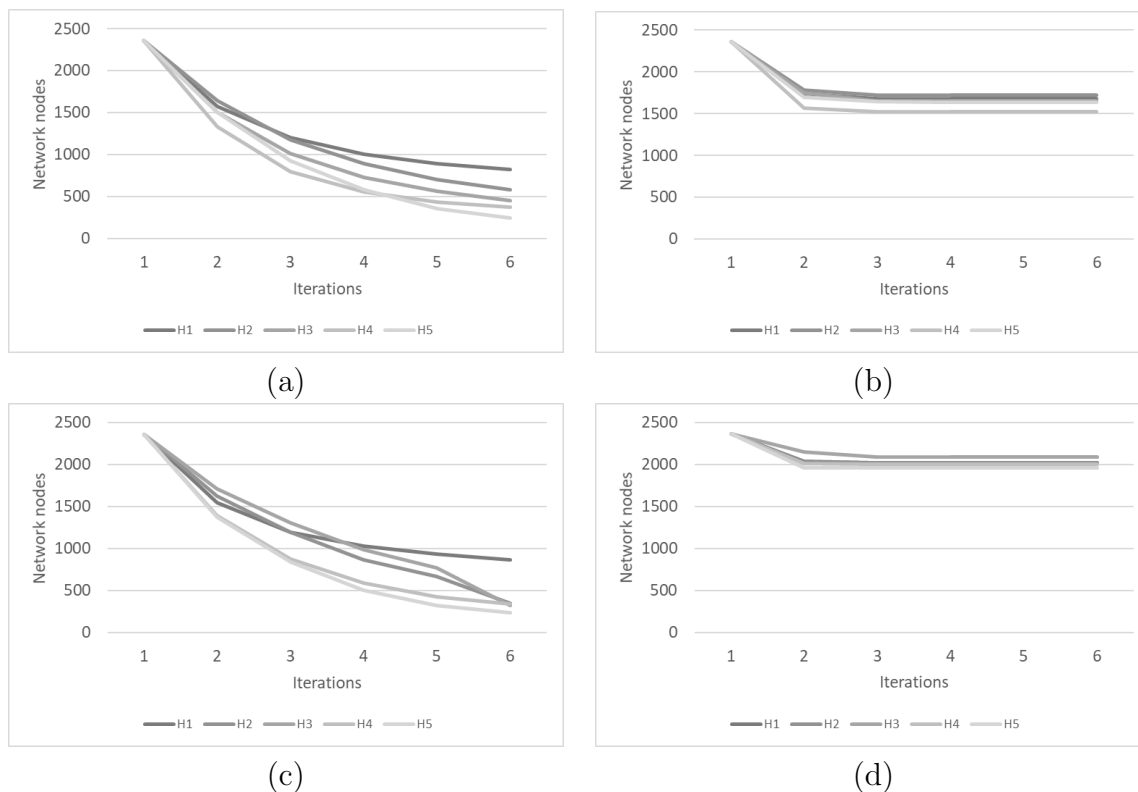 2500
2000
1500
1000
500
0
Network nodes
1 2 3 4 5 6
Iterations
H1 H2 H3 H4 H5
(a)
2500
2000
1500
1000
500
0
Network nodes
1 2 3 4 5 6
Iterations
H1 H2 H3 H4 H5
(b)
2500
2000
1500
1000
500
0
Network nodes
1 2 3 4 5 6
Iterations
H1 H2 H3 H4 H5
(c)
2500
2000
1500
1000
500
0
Network nodes
1 2 3 4 5 6
Iterations
H1 H2 H3 H4 H5
(d)